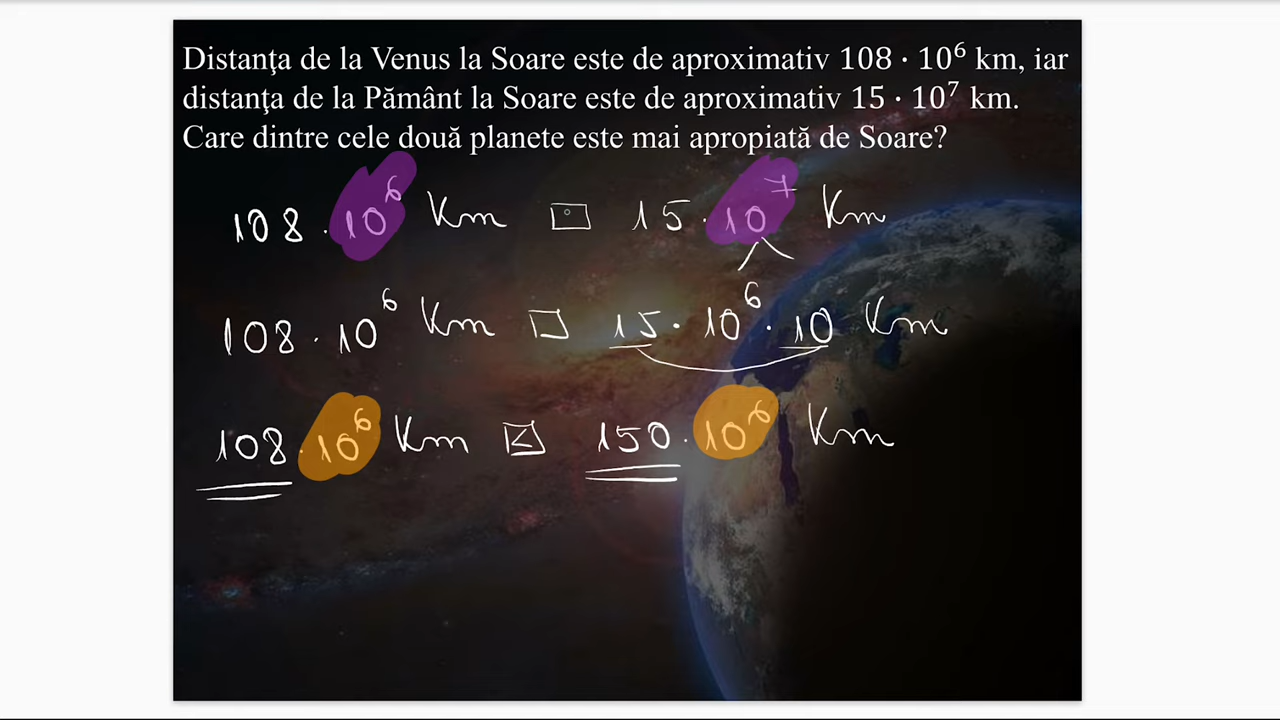 Distanţa de la Venus la Soare este de aproximativ 108 · 10⁶ km, iar
distanţa de la Pământ la Soare este de aproximativ 15 · 10⁷ km.
Care dintre cele două planete este mai apropiată de Soare?
108 · 10⁶ Km □ 15 · 10⁷ Km
108 · 10⁶ Km □ 15 · 10⁶ · 10 Km
108 · 10⁶ Km < 150 · 10⁶ Km